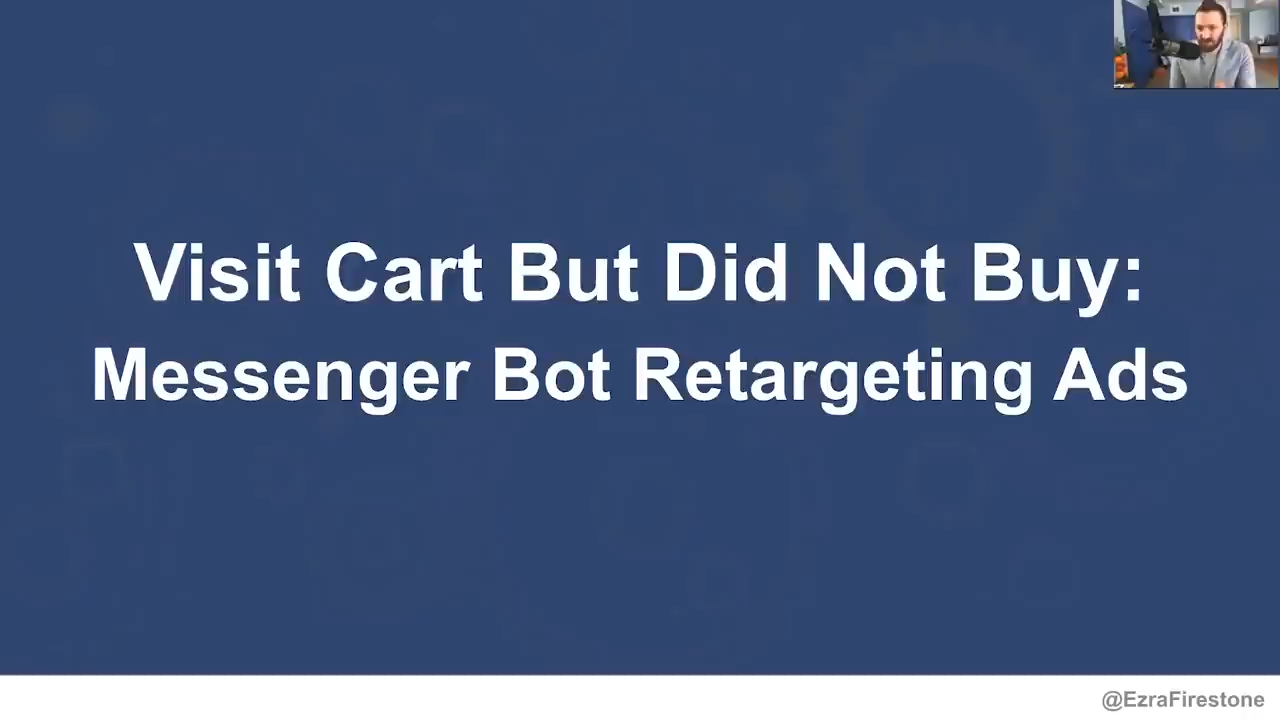 Visit Cart But Did Not Buy:
Messenger Bot Retargeting Ads
@EzraFirestone